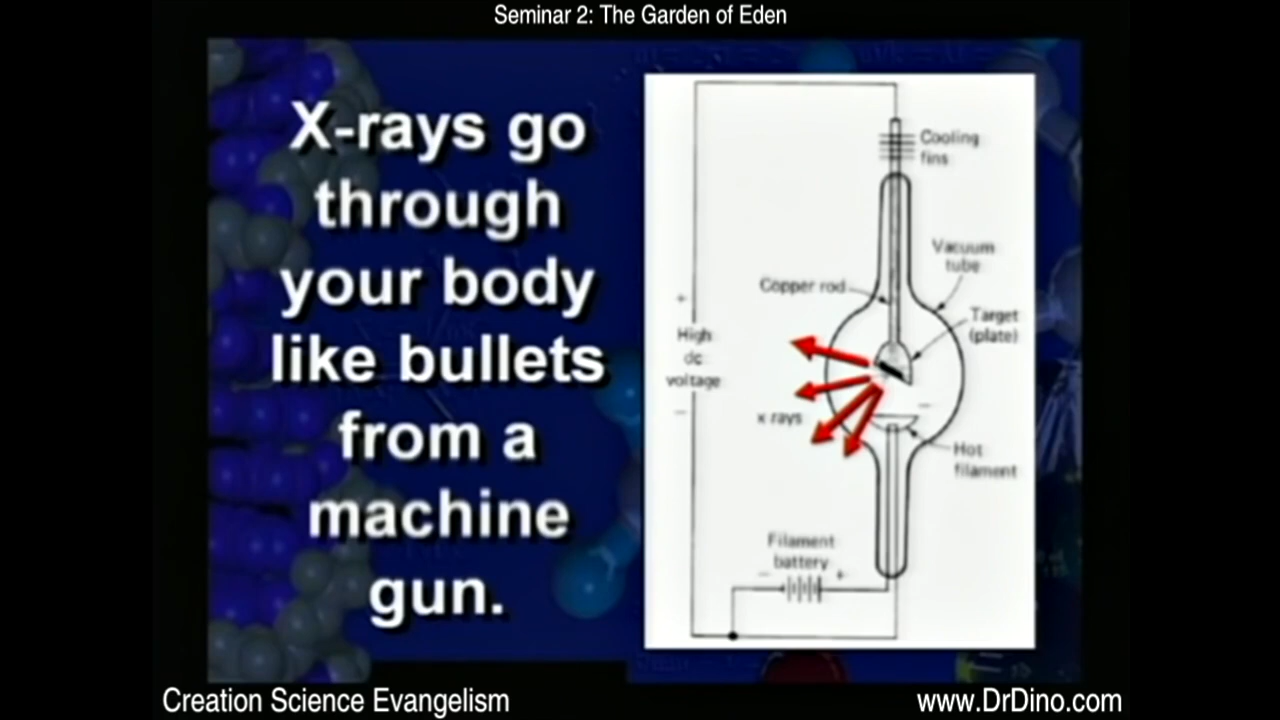 Seminar 2: The Garden of Eden
X-rays go
through
your body
like bullets
from a
machine
gun.
Cooling
fins
Vacuum
tube
Copper rod
Target
(plate)
+
High
dc
voltage
−
x rays
−
Hot
filament
Filament
battery
− +
Creation Science Evangelism
www.DrDino.com